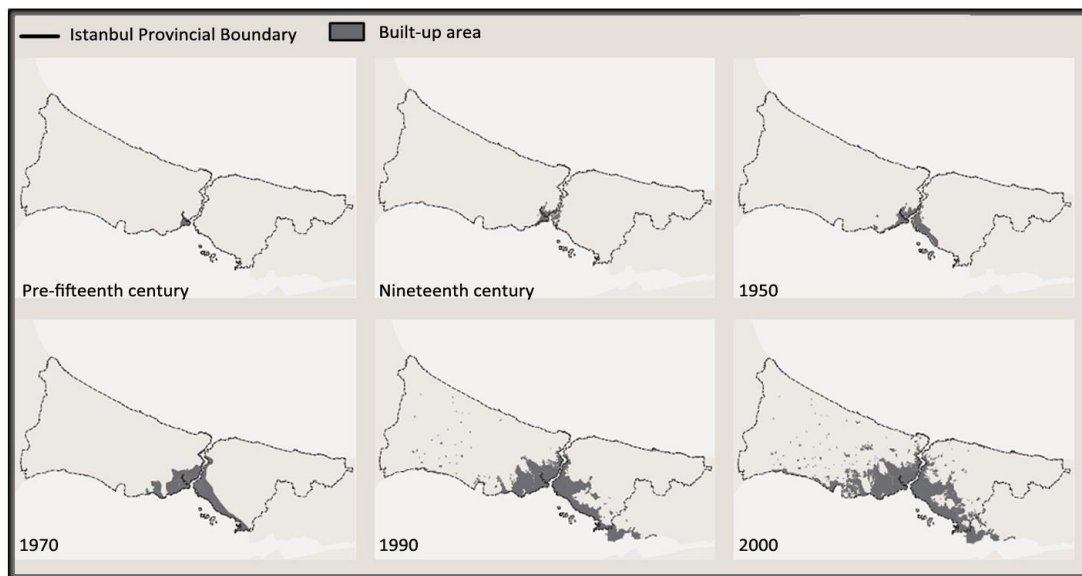 Istanbul Provincial Boundary
Built-up area
Pre-fifteenth century
Nineteenth century
1950
1970
1990
2000